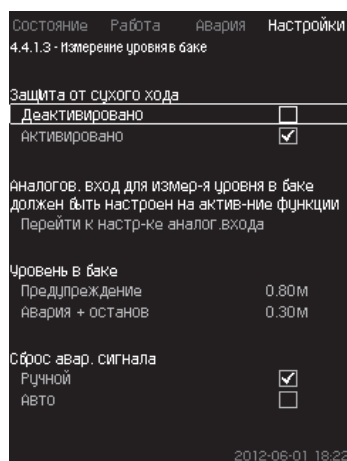 Состояние Работа Авария Настройки
4.4.1.3 - Измерение уровня в баке
Защита от сухого хода
Деактивировано
Активировано
Аналогов. вход для измер-я уровня в баке
должен быть настроен на актив-ние функции
Перейти к настр-ке аналог.входа
Уровень в баке
Предупреждение 0.80м
Авария + останов 0.30м
Сброс авар. сигнала
Ручной
Авто
2012-06-01 18:22